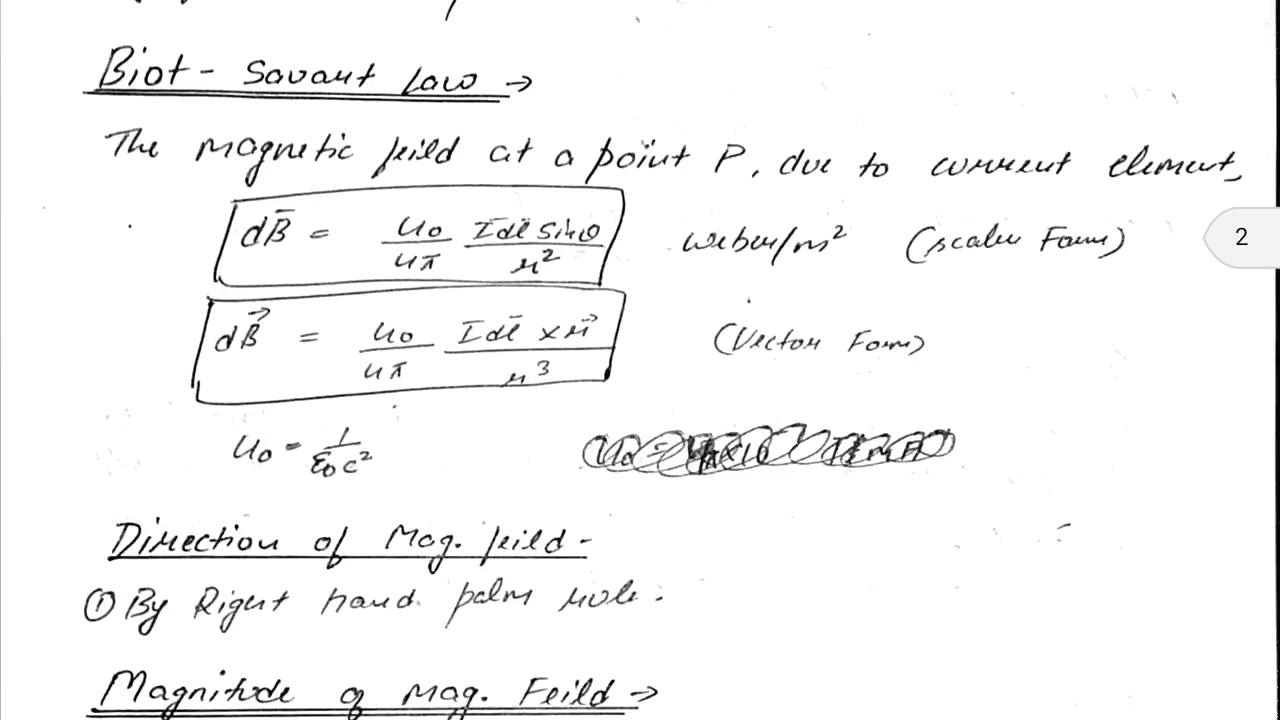 Biot - Savart Law →
The magnetic feild at a point P, due to current element,
dB̄ = μ₀/4π Idl sinθ/r² weber/m² (scaler Form)
2
dB⃗ = μ₀/4π Idl̄ × r⃗/r³ (Vector Form)
μ₀ = 1/ε₀c²
Direction of Mag. feild -
① By Right hand palm rule.
Magnitude of Mag. Feild →